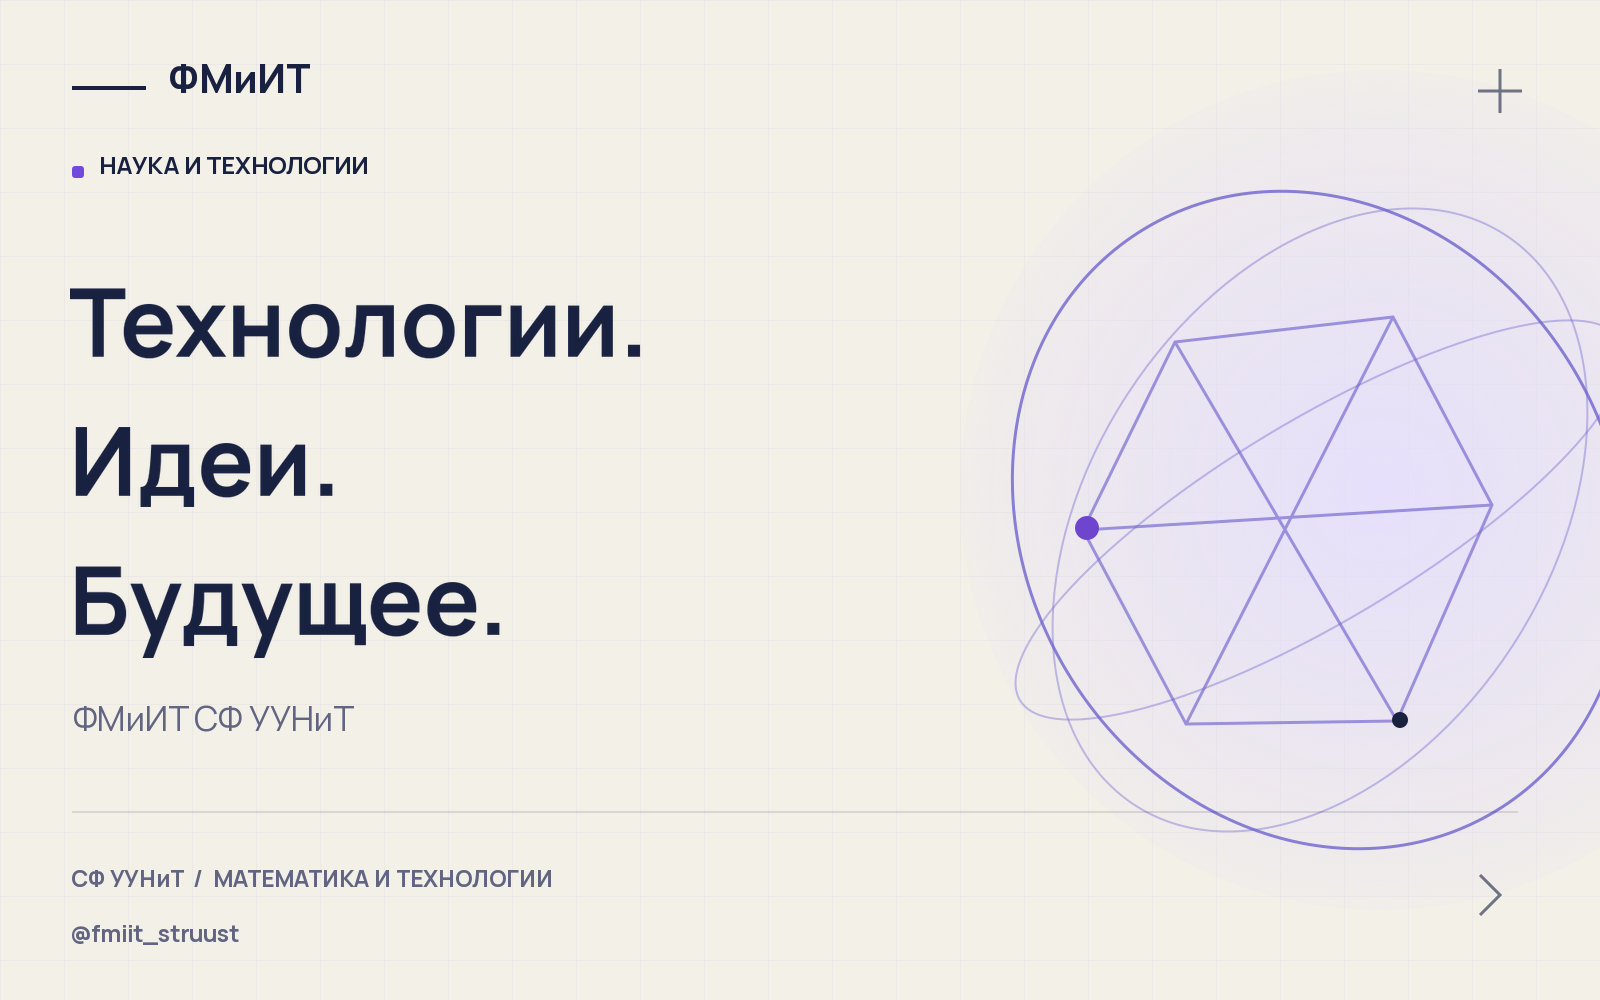 ФМиИТ
НАУКА И ТЕХНОЛОГИИ
Технологии.
Идеи.
Будущее.
ФМиИТ СФ УУНиТ
СФ УУНиТ / МАТЕМАТИКА И ТЕХНОЛОГИИ
@fmiit_struust